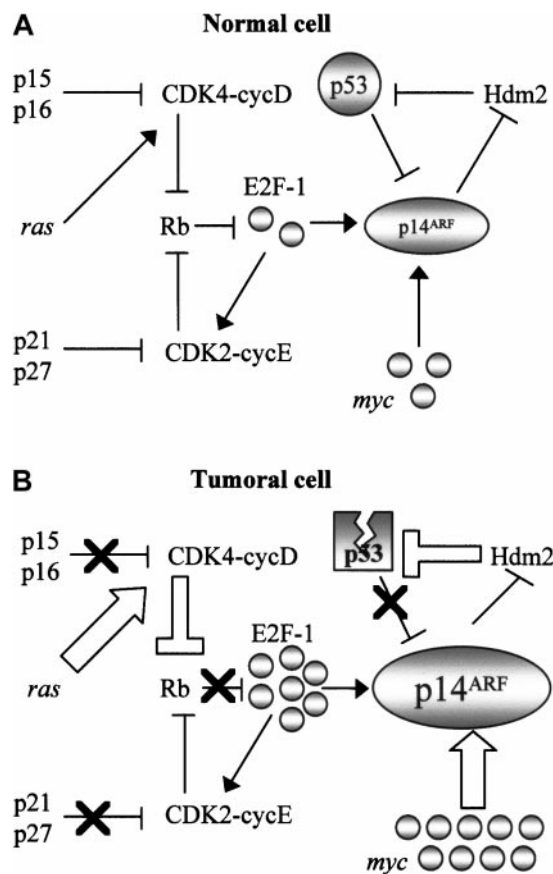 A
Normal cell
p15
p16
CDK4-cycD
p53
Hdm2
E2F-1
ras
Rb
p14ARF
p21
p27
CDK2-cycE
myc
B
Tumoral cell
p15
p16
CDK4-cycD
p53
Hdm2
E2F-1
ras
Rb
p14ARF
p21
p27
CDK2-cycE
myc